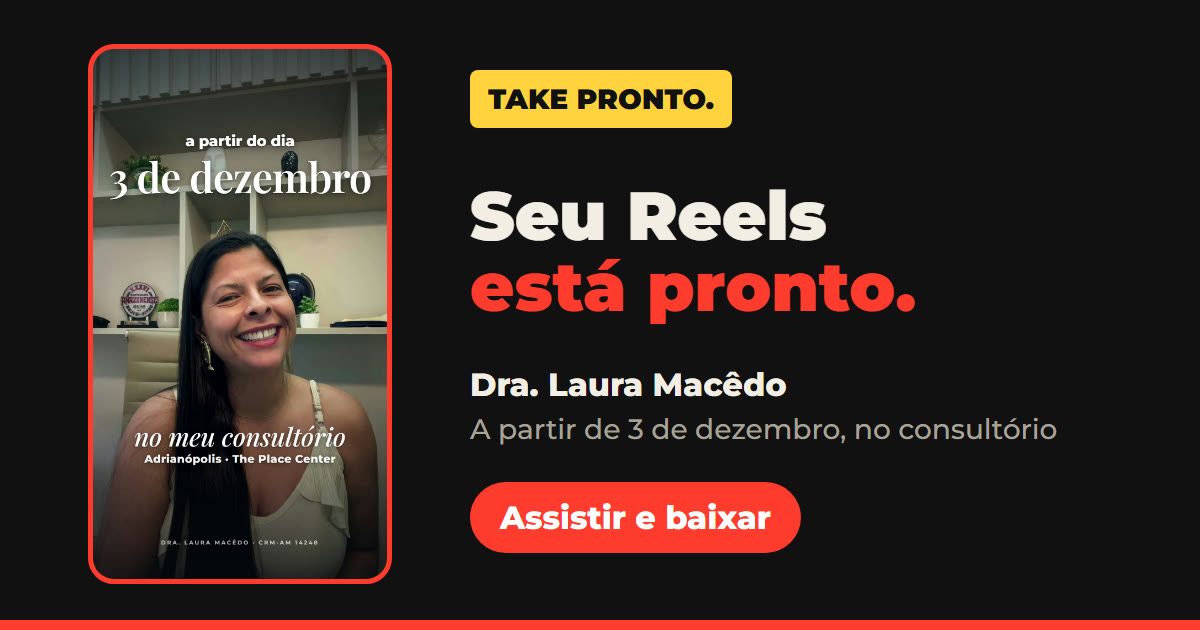 a partir do dia
3 de dezembro
no meu consultório
Adrianópolis · The Place Center
DRA. LAURA MACÊDO · CRM-AM 14248
TAKE PRONTO.
Seu Reels
está pronto.
Dra. Laura Macêdo
A partir de 3 de dezembro, no consultório
Assistir e baixar